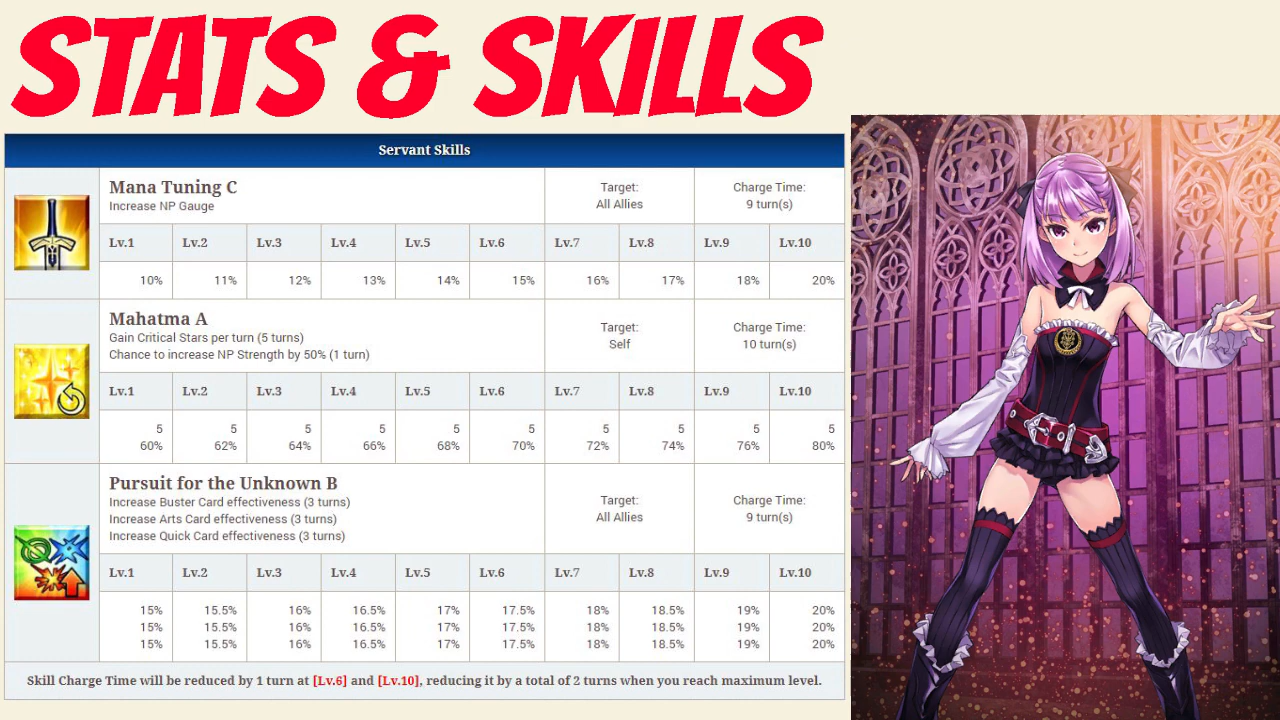 STATS & SKILLS
Servant Skills
Mana Tuning C
Increase NP Gauge
Target:
All Allies
Charge Time:
9 turn(s)
Lv.1 Lv.2 Lv.3 Lv.4 Lv.5 Lv.6 Lv.7 Lv.8 Lv.9 Lv.10
10% 11% 12% 13% 14% 15% 16% 17% 18% 20%
Mahatma A
Gain Critical Stars per turn (5 turns)
Chance to increase NP Strength by 50% (1 turn)
Target:
Self
Charge Time:
10 turn(s)
Lv.1 Lv.2 Lv.3 Lv.4 Lv.5 Lv.6 Lv.7 Lv.8 Lv.9 Lv.10
5 5 5 5 5 5 5 5 5 5
60% 62% 64% 66% 68% 70% 72% 74% 76% 80%
Pursuit for the Unknown B
Increase Buster Card effectiveness (3 turns)
Increase Arts Card effectiveness (3 turns)
Increase Quick Card effectiveness (3 turns)
Target:
All Allies
Charge Time:
9 turn(s)
Lv.1 Lv.2 Lv.3 Lv.4 Lv.5 Lv.6 Lv.7 Lv.8 Lv.9 Lv.10
15% 15.5% 16% 16.5% 17% 17.5% 18% 18.5% 19% 20%
15% 15.5% 16% 16.5% 17% 17.5% 18% 18.5% 19% 20%
15% 15.5% 16% 16.5% 17% 17.5% 18% 18.5% 19% 20%
Skill Charge Time will be reduced by 1 turn at [Lv.6] and [Lv.10], reducing it by a total of 2 turns when you reach maximum level.